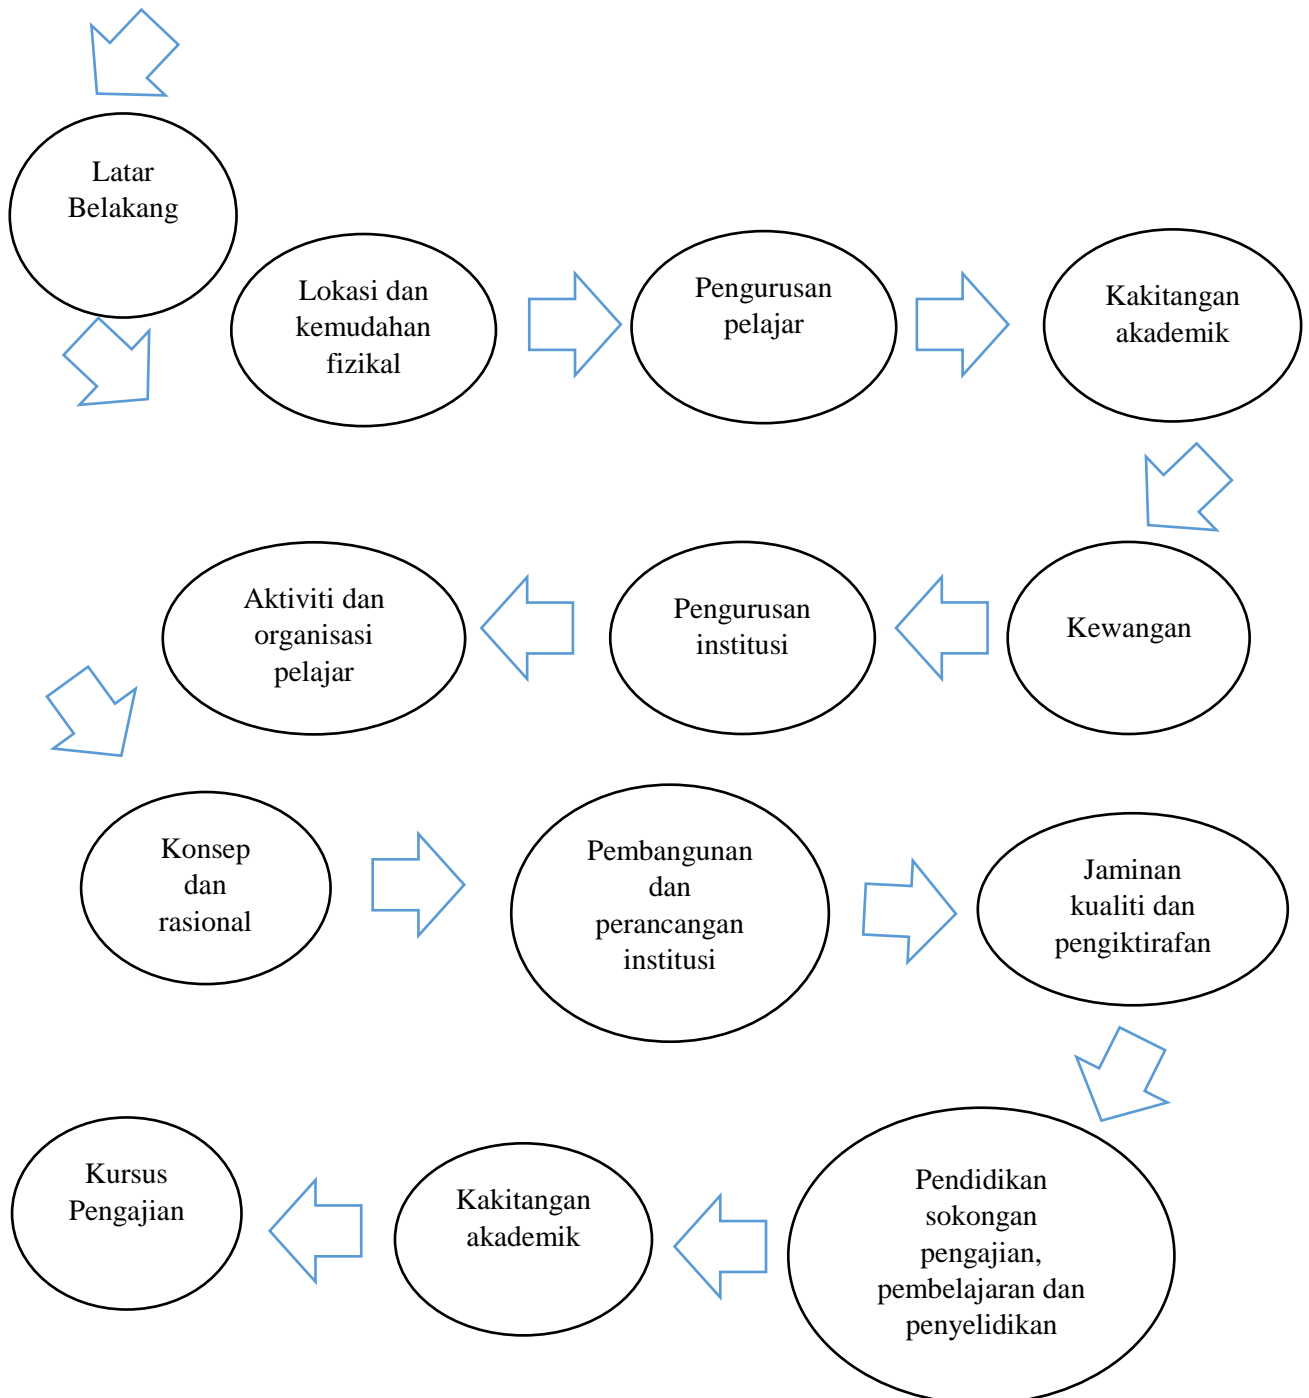 Latar
Belakang
Lokasi dan
kemudahan
fizikal
Pengurusan
pelajar
Kakitangan
akademik
Kewangan
Pengurusan
institusi
Aktiviti dan
organisasi
pelajar
Konsep
dan
rasional
Pembangunan
dan
perancangan
institusi
Jaminan
kualiti dan
pengiktirafan
Pendidikan
sokongan
pengajian,
pembelajaran dan
penyelidikan
Kakitangan
akademik
Kursus
Pengajian